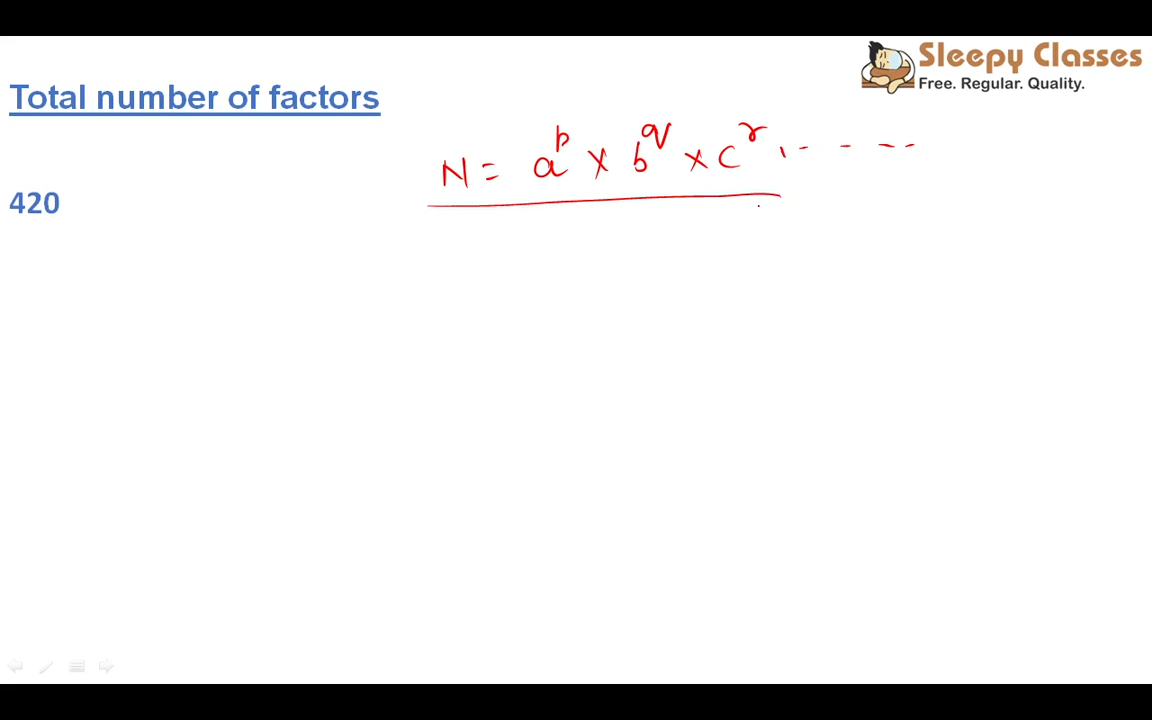 Sleepy Classes
Free. Regular. Quality.
Total number of factors
N = a^p × b^q × c^r . - - - -
420